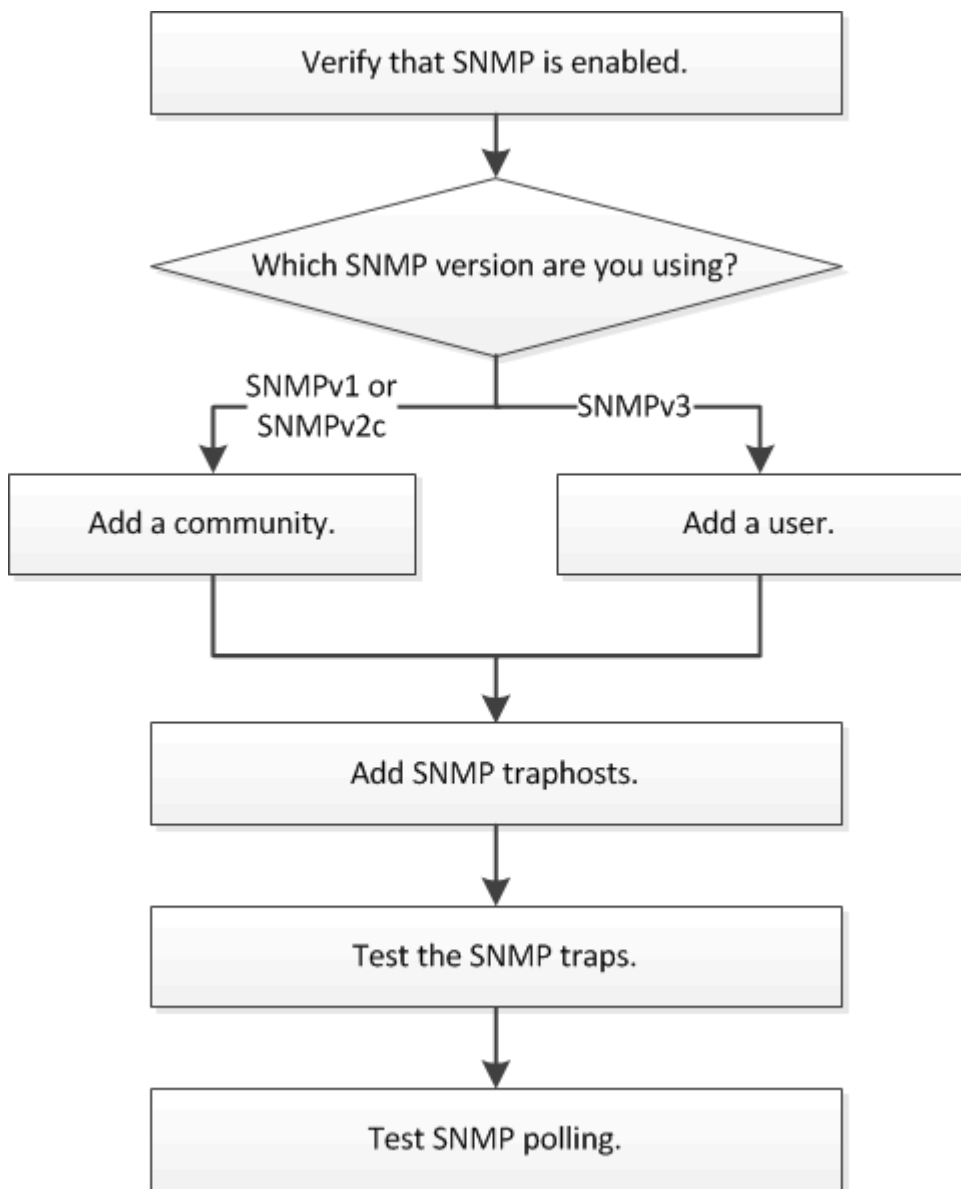 Verify that SNMP is enabled.
Which SNMP version are you using?
SNMPv1 or
SNMPv2c
SNMPv3
Add a community.
Add a user.
Add SNMP traphosts.
Test the SNMP traps.
Test SNMP polling.